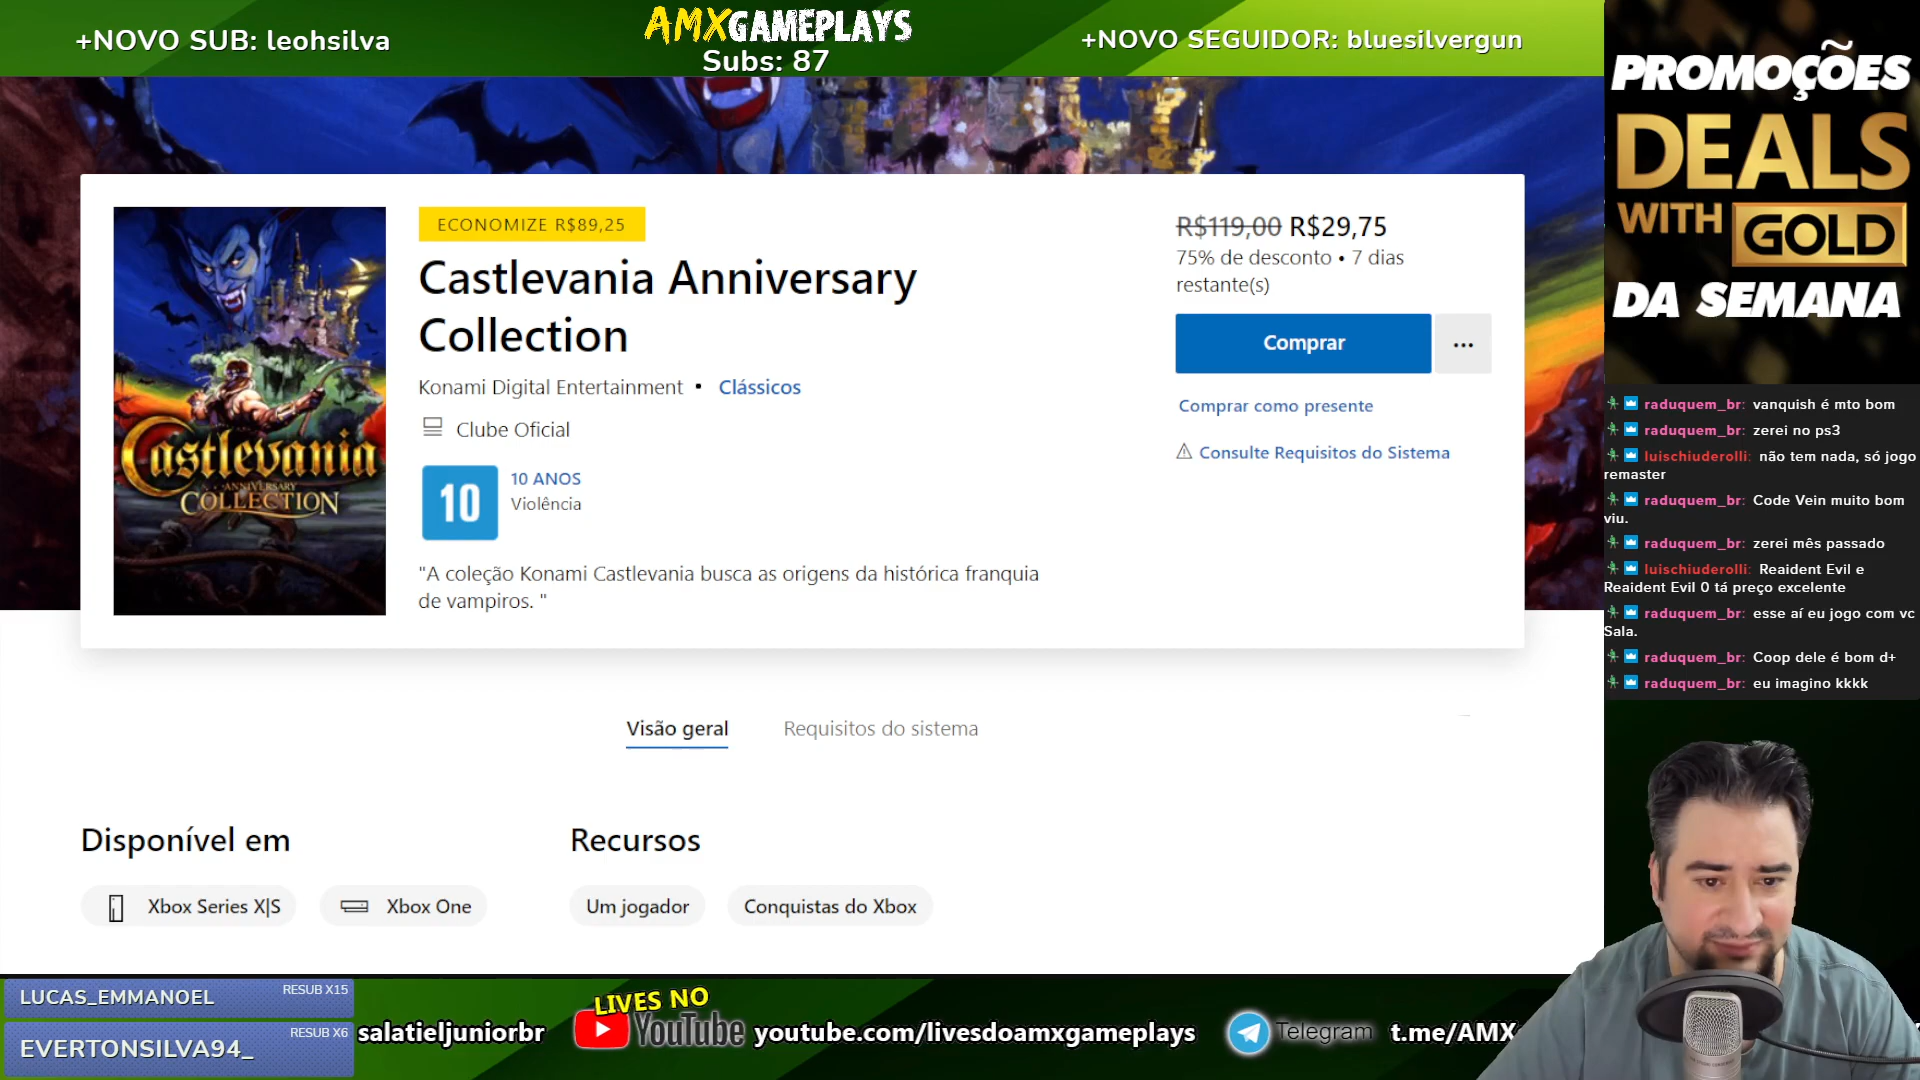 +NOVO SUB: leohsilva
AMXGAMEPLAYS
Subs: 87
+NOVO SEGUIDOR: bluesilvergun
PROMOÇÕES
DEALS
WITH GOLD
DA SEMANA
Castlevania
ANNIVERSARY
COLLECTION
ECONOMIZE R$89,25
Castlevania Anniversary
Collection
Konami Digital Entertainment • Clássicos
Clube Oficial
10
10 ANOS
Violência
"A coleção Konami Castlevania busca as origens da histórica franquia
de vampiros. "
R$119,00 R$29,75
75% de desconto • 7 dias
restante(s)
Comprar
...
Comprar como presente
Consulte Requisitos do Sistema
Visão geral
Requisitos do sistema
Disponível em
Xbox Series X|S
Xbox One
Recursos
Um jogador
Conquistas do Xbox
raduquem_br: vanquish é mto bom
raduquem_br: zerei no ps3
luischiuderolli: não tem nada, só jogo
remaster
raduquem_br: Code Vein muito bom
viu.
raduquem_br: zerei mês passado
luischiuderolli: Reaident Evil e
Reaident Evil 0 tá preço excelente
raduquem_br: esse aí eu jogo com vc
Sala.
raduquem_br: Coop dele é bom d+
raduquem_br: eu imagino kkkk
LUCAS_EMMANOEL RESUB X15
EVERTONSILVA94_ RESUB X6
salatieljuniorbr
LIVES NO
YouTube
youtube.com/livesdoamxgameplays
Telegram
t.me/AMX